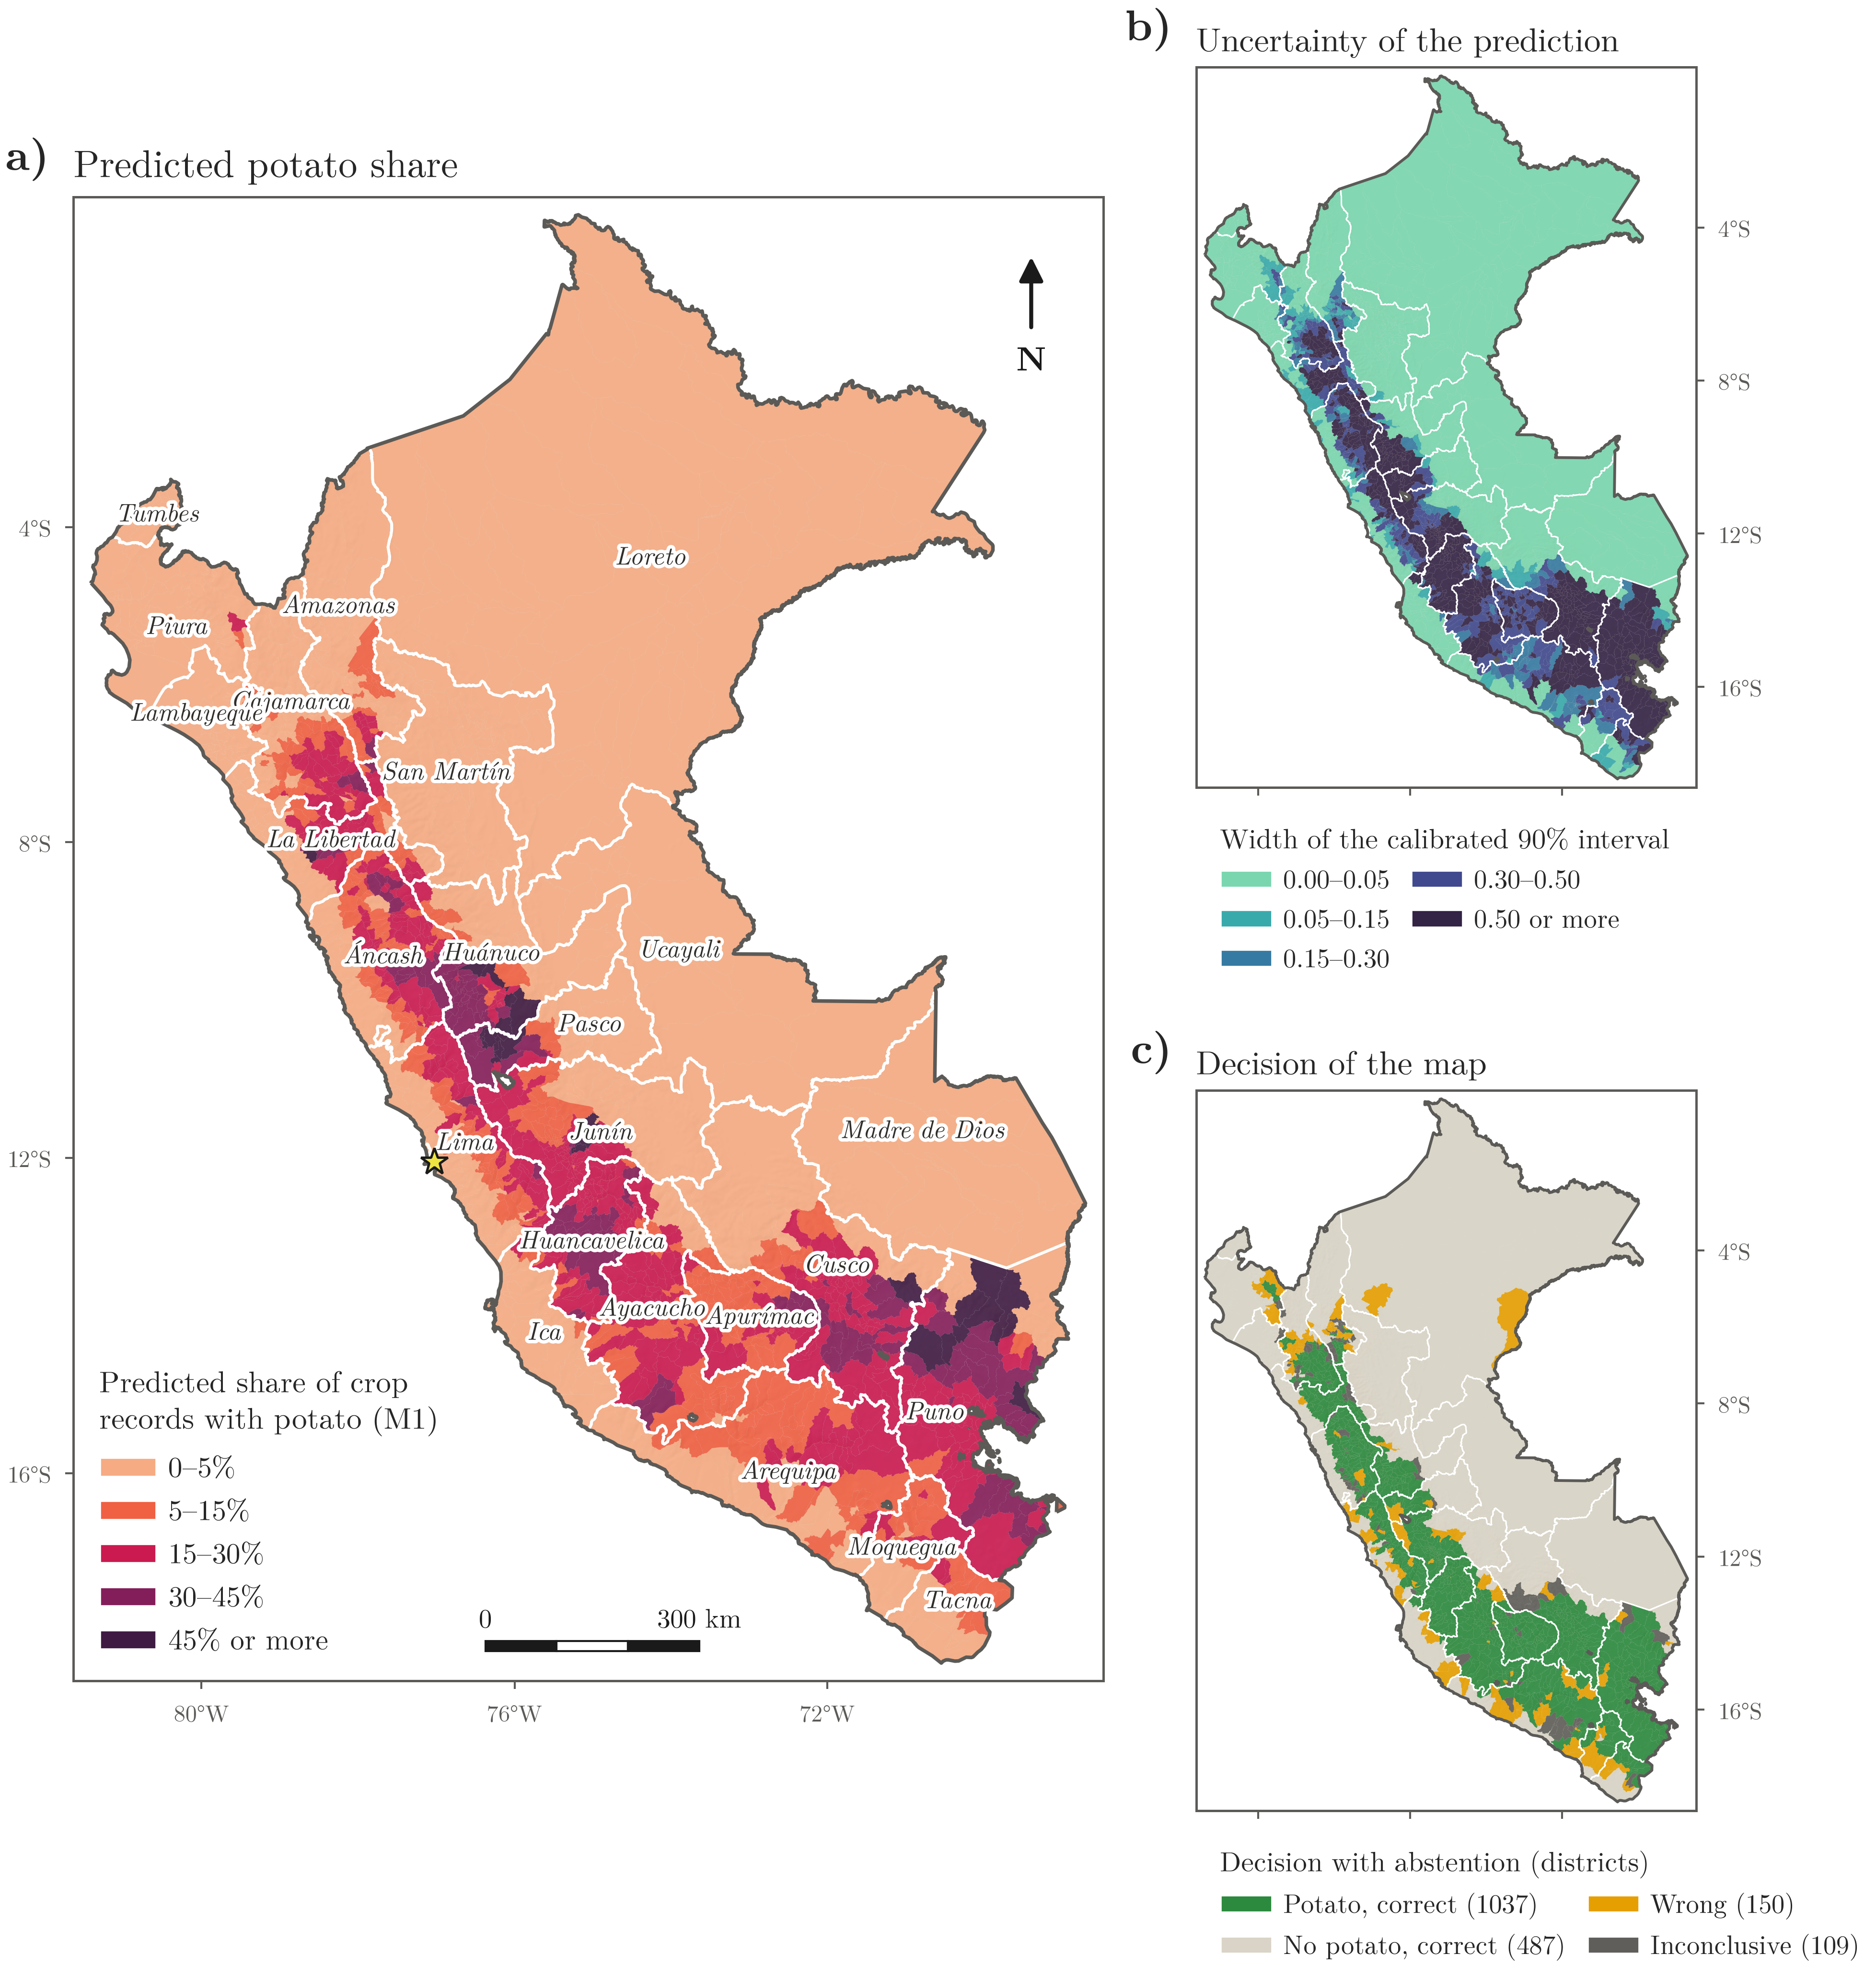 a) Predicted potato share
N
Tumbes
Loreto
Amazonas
Piura
Cajamarca
Lambayeque
San Martín
La Libertad
Áncash
Huánuco
Ucayali
Pasco
Lima
Junín
Madre de Dios
Huancavelica
Cusco
Ayacucho
Apurímac
Ica
Puno
Arequipa
Moquegua
Tacna
4°S
8°S
12°S
16°S
80°W
76°W
72°W
Predicted share of crop
records with potato (M1)
0–5%
5–15%
15–30%
30–45%
45% or more
0 300 km
b) Uncertainty of the prediction
4°S
8°S
12°S
16°S
Width of the calibrated 90% interval
0.00–0.05
0.05–0.15
0.15–0.30
0.30–0.50
0.50 or more
c) Decision of the map
4°S
8°S
12°S
16°S
Decision with abstention (districts)
Potato, correct (1037)
No potato, correct (487)
Wrong (150)
Inconclusive (109)